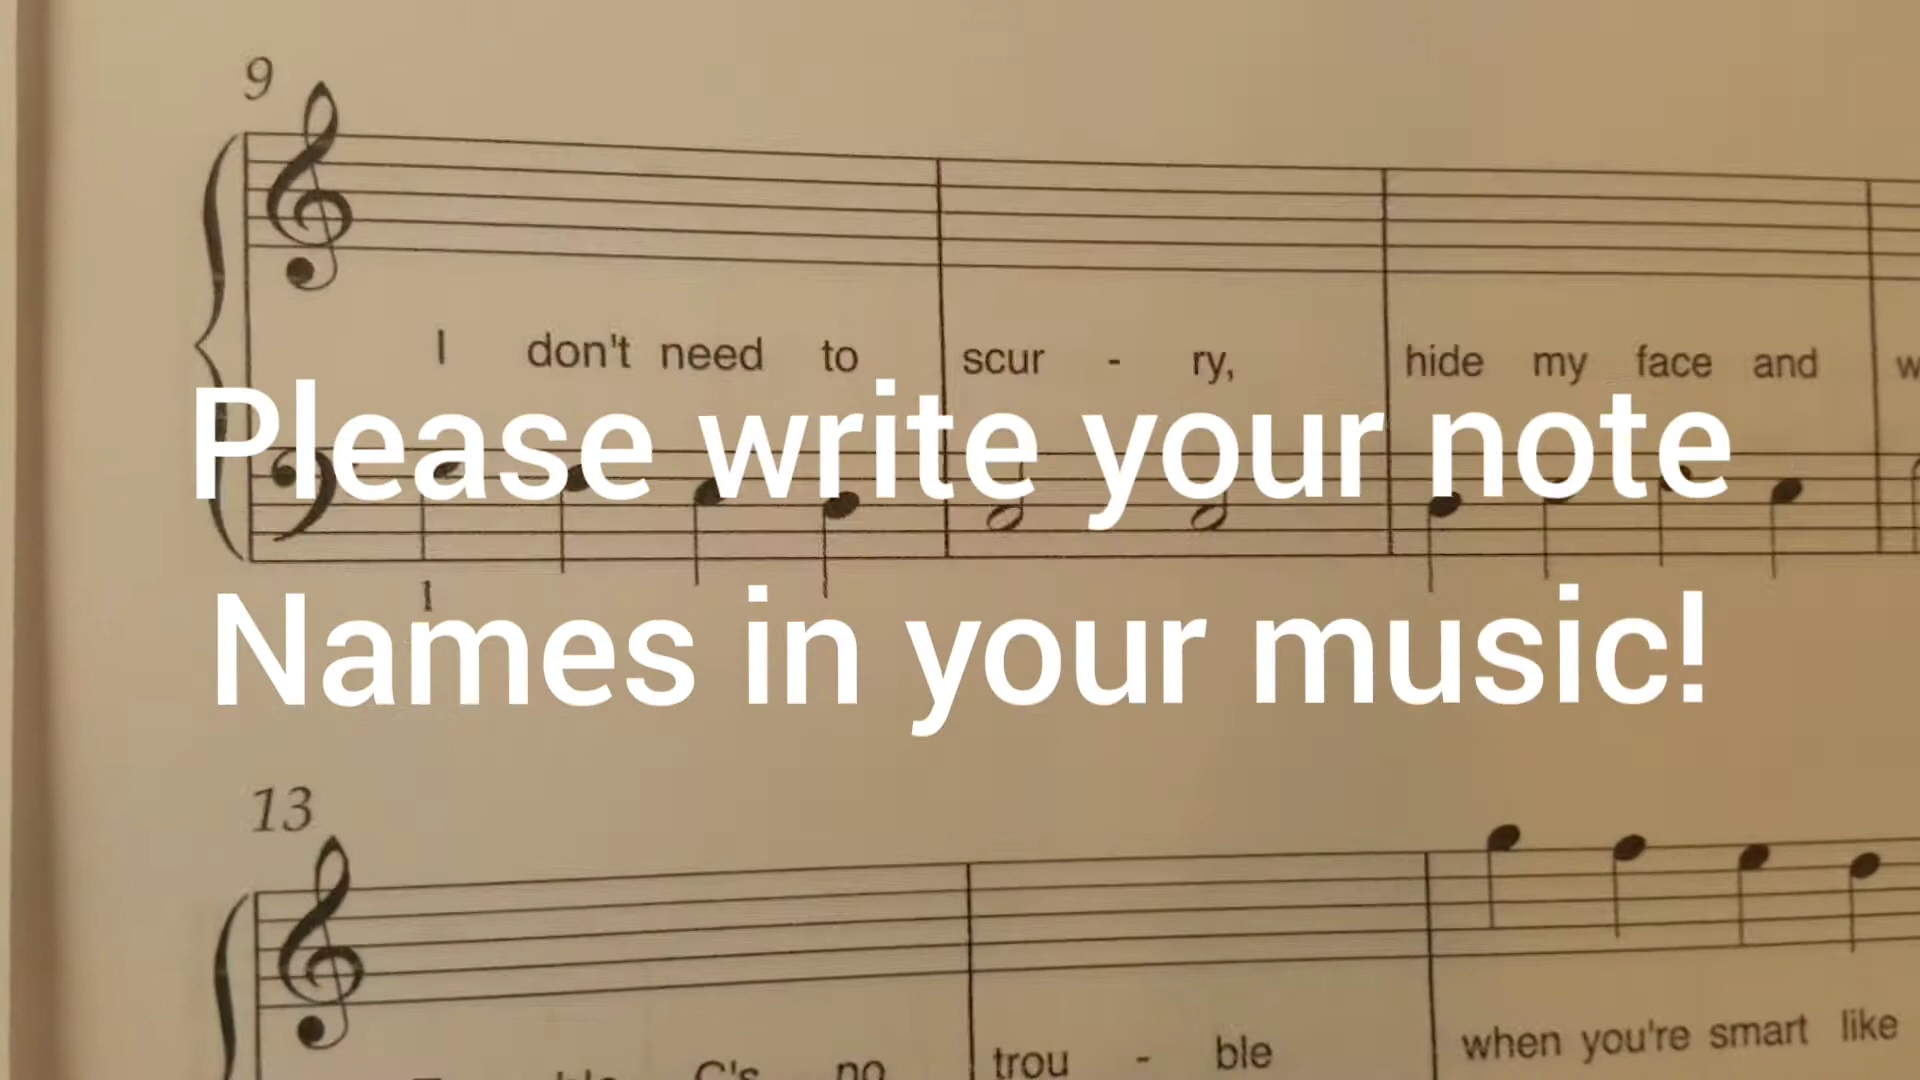 9
I don't need to scur - ry, hide my face and
Please write your note
1
Names in your music!
13
C's no trou - ble when you're smart like